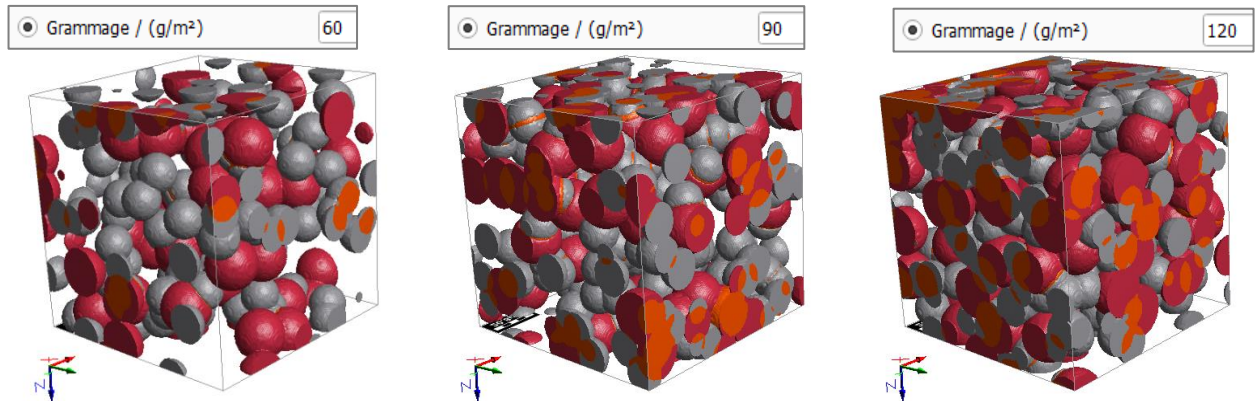 Grammage / (g/m²) 60
Grammage / (g/m²) 90
Grammage / (g/m²) 120
X
Z
X
Z
X
Z